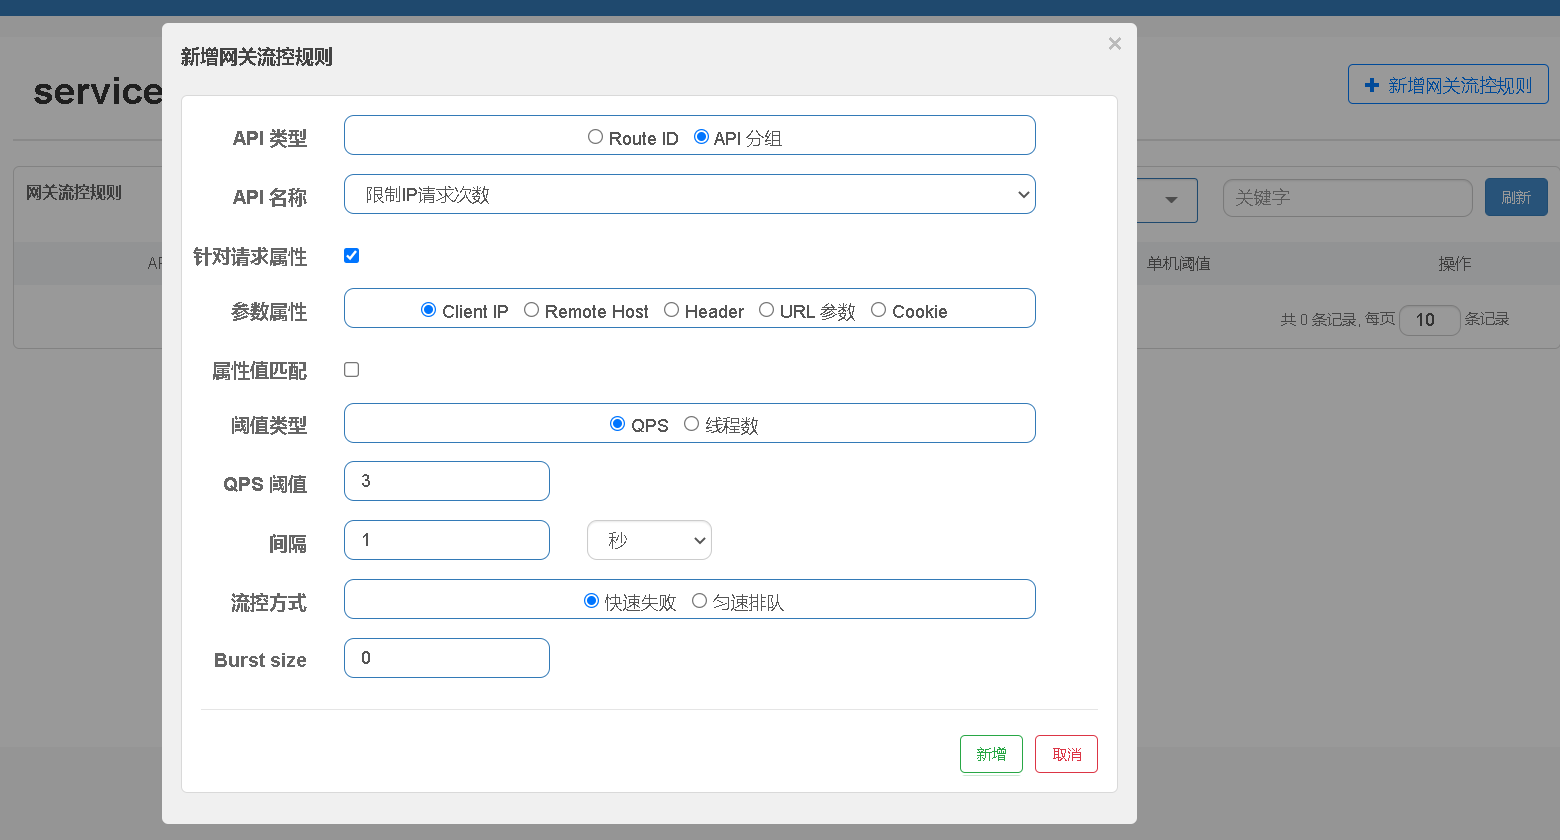 新增网关流控规则
×
service
新增网关流控规则
网关流控规则
关键字
刷新
AP
单机阈值
操作
共 0 条记录, 每页 10 条记录
API 类型
Route ID API 分组
API 名称
限制IP请求次数
针对请求属性
参数属性
Client IP Remote Host Header URL 参数 Cookie
属性值匹配
阈值类型
QPS 线程数
QPS 阈值
3
间隔
1 秒
流控方式
快速失败 匀速排队
Burst size
0
新增 取消